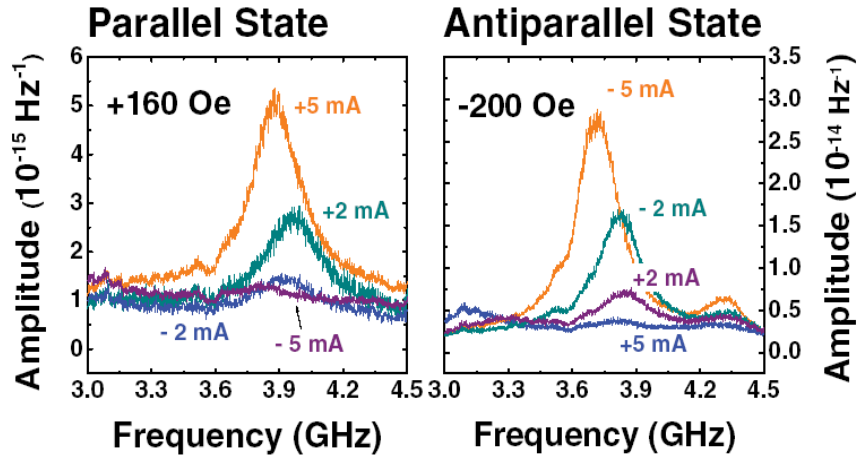 Parallel State
Antiparallel State
+160 Oe
+5 mA
+2 mA
- 2 mA
- 5 mA
6
5
4
3
2
1
0
Amplitude (10⁻¹⁵ Hz⁻¹)
3.0 3.3 3.6 3.9 4.2 4.5
Frequency (GHz)
-200 Oe
- 5 mA
- 2 mA
+2 mA
+5 mA
3.5
3.0
2.5
2.0
1.5
1.0
0.5
0.0
Amplitude (10⁻¹⁴ Hz⁻¹)
3.0 3.3 3.6 3.9 4.2 4.5
Frequency (GHz)